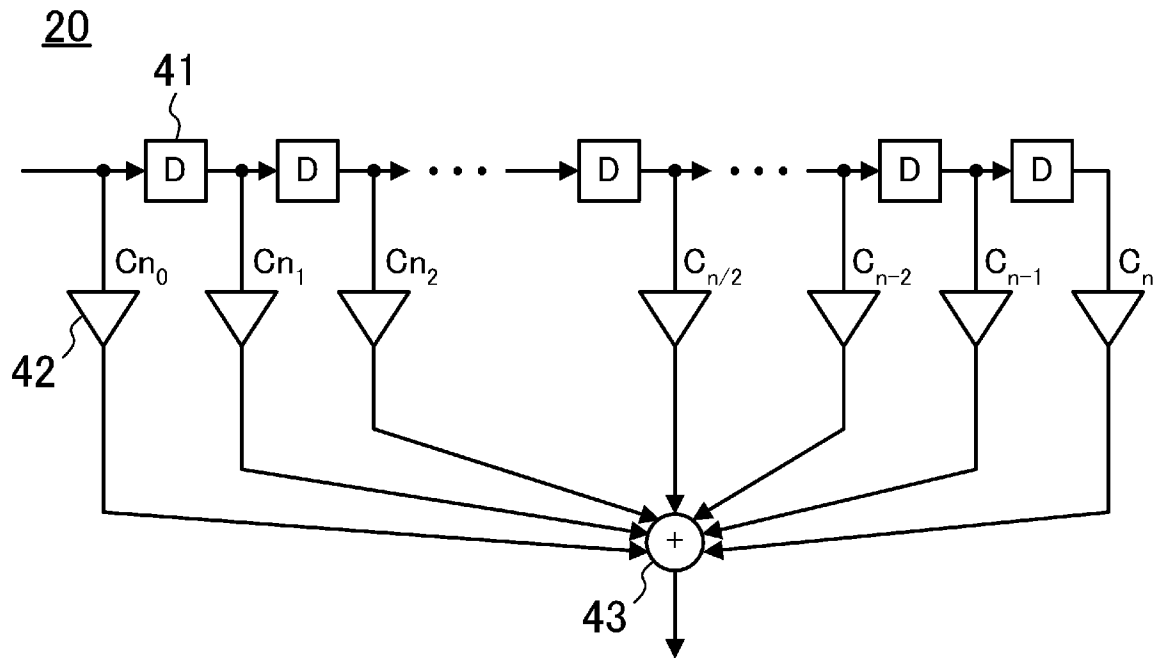 20
41
D D D D D
Cn₀ Cn₁ Cn₂ Cₙ/₂ Cₙ₋₂ Cₙ₋₁ Cₙ
42
+
43